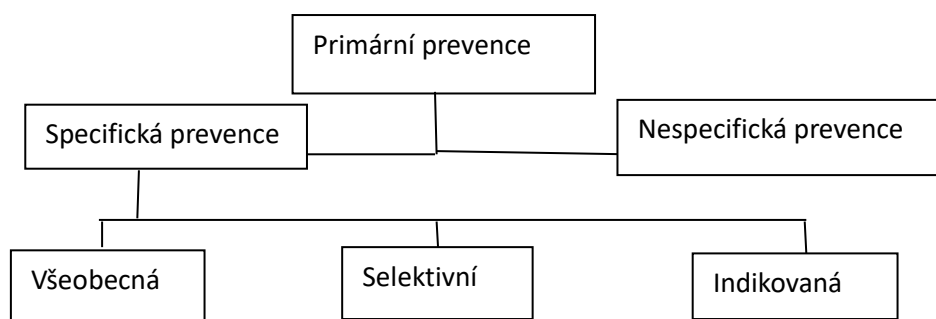 Primární prevence
Specifická prevence
Nespecifická prevence
Všeobecná
Selektivní
Indikovaná